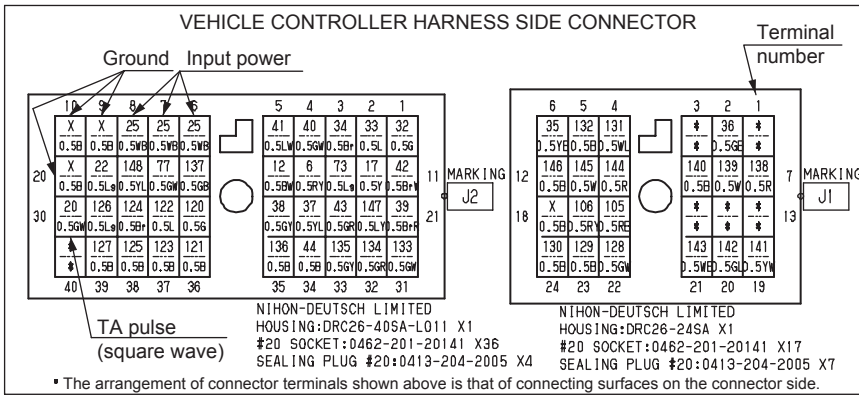 VEHICLE CONTROLLER HARNESS SIDE CONNECTOR
Terminal
number
Ground Input power
10 9 8 7 6 5 4 3 2 1
X X 25 25 25 41 40 34 33 32
0.5B 0.5B 0.5WB 0.5WB 0.5WB 0.5LW 0.5GW 0.5Br 0.5L 0.5G
20 X 22 148 77 137 12 6 73 17 42 11
0.5B 0.5Lg 0.5YL 0.5GW 0.5GB 0.5BW 0.5RY 0.5Lg 0.5Y 0.5BrW
30 20 126 124 122 120 38 37 43 147 39 21
0.5GW 0.5Lg 0.5Br 0.5L 0.5G 0.5GY 0.5YL 0.5GR 0.5LY 0.5BrR
* 127 125 123 121 136 44 135 134 133
* 0.5B 0.5B 0.5B 0.5B 0.5B 0.5B 0.5GY 0.5GR 0.5GW
40 39 38 37 36 35 34 33 32 31
MARKING
J2
6 5 4 3 2 1
35 132 131 * 36 *
0.5YE 0.5B 0.5WL * 0.5GE *
12 146 145 144 140 139 138 7
0.5B 0.5W 0.5R 0.5B 0.5W 0.5R
18 X 106 105 * * * 13
0.5B 0.5RY 0.5RE * * *
130 129 128 143 142 141
0.5B 0.5B 0.5GW 0.5WE 0.5GL 0.5YW
24 23 22 21 20 19
MARKING
J1
TA pulse
(square wave)
NIHON-DEUTSCH LIMITED
HOUSING:DRC26-40SA-L011 X1
#20 SOCKET:0462-201-20141 X36
SEALING PLUG #20:0413-204-2005 X4
NIHON-DEUTSCH LIMITED
HOUSING:DRC26-24SA X1
#20 SOCKET:0462-201-20141 X17
SEALING PLUG #20:0413-204-2005 X7
* The arrangement of connector terminals shown above is that of connecting surfaces on the connector side.